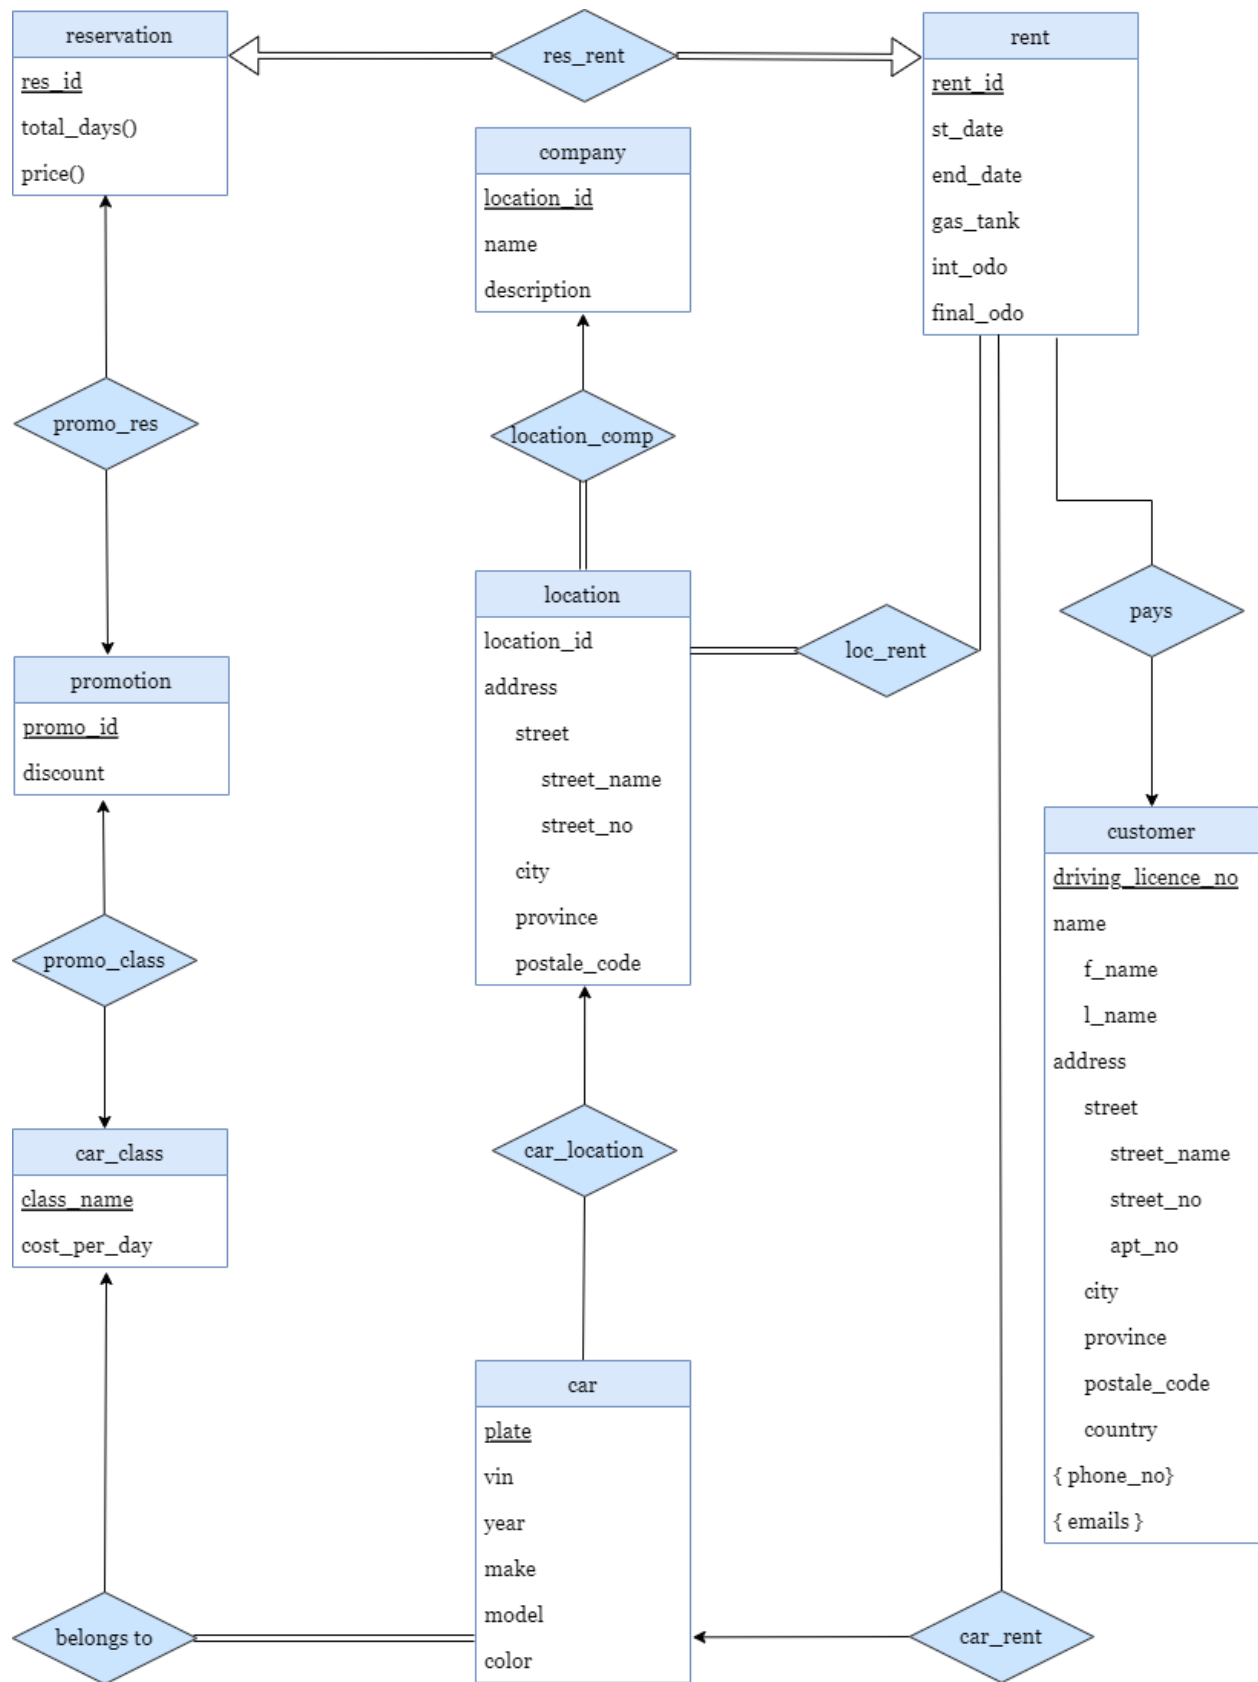 reservation
res_id
total_days()
price()
res_rent
rent
rent_id
st_date
end_date
gas_tank
int_odo
final_odo
company
location_id
name
description
promo_res
location_comp
location
location_id
address
street
street_name
street_no
city
province
postale_code
loc_rent
pays
promotion
promo_id
discount
customer
driving_licence_no
name
f_name
l_name
address
street
street_name
street_no
apt_no
city
province
postale_code
country
{ phone_no}
{ emails }
promo_class
car_class
class_name
cost_per_day
car_location
car
plate
vin
year
make
model
color
belongs to
car_rent